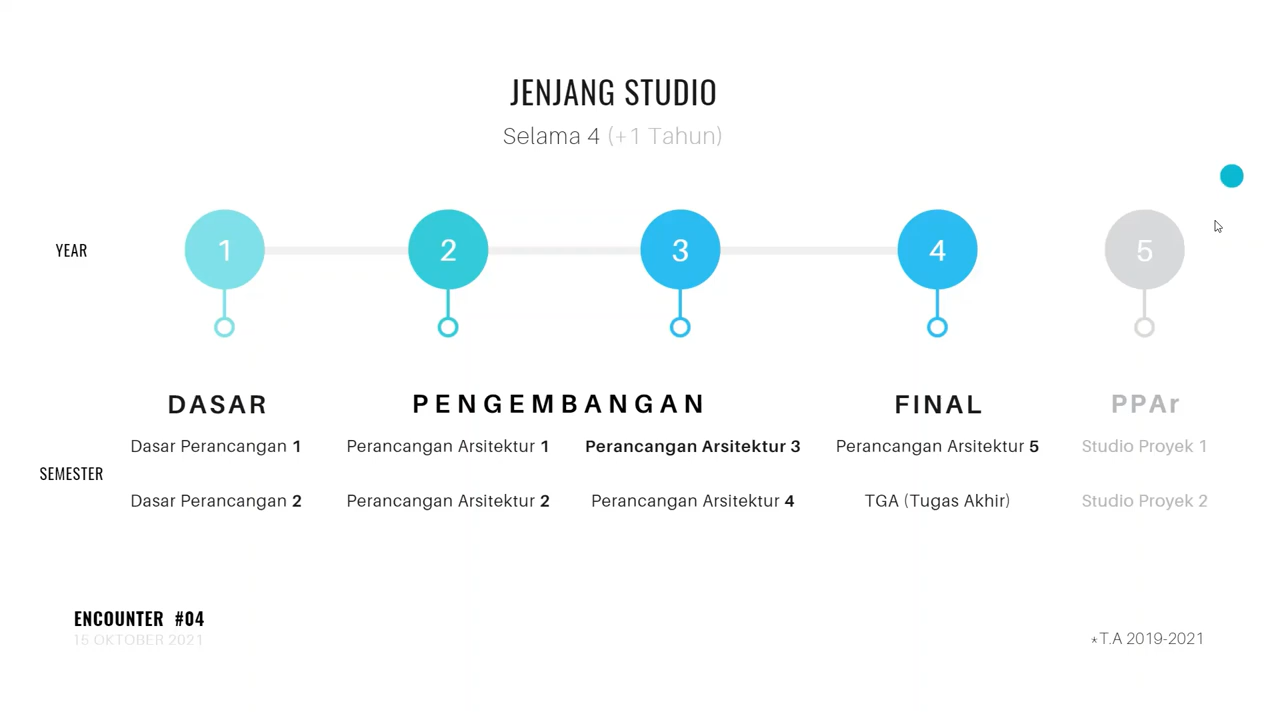 JENJANG STUDIO
Selama 4 (+1 Tahun)
YEAR
1
2
3
4
5
DASAR
PENGEMBANGAN
FINAL
PPAr
SEMESTER
Dasar Perancangan 1
Perancangan Arsitektur 1
Perancangan Arsitektur 3
Perancangan Arsitektur 5
Studio Proyek 1
Dasar Perancangan 2
Perancangan Arsitektur 2
Perancangan Arsitektur 4
TGA (Tugas Akhir)
Studio Proyek 2
ENCOUNTER #04
15 OKTOBER 2021
*T.A 2019-2021